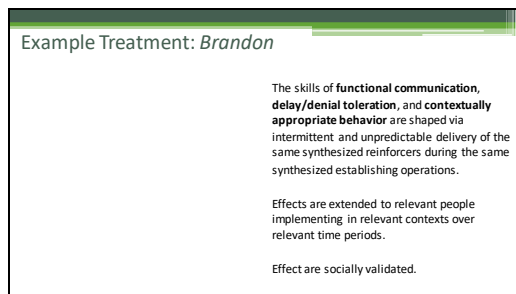 Example Treatment: Brandon
The skills of functional communication,
delay/denial toleration, and contextually
appropriate behavior are shaped via
intermittent and unpredictable delivery of the
same synthesized reinforcers during the same
synthesized establishing operations.
Effects are extended to relevant people
implementing in relevant contexts over
relevant time periods.
Effect are socially validated.